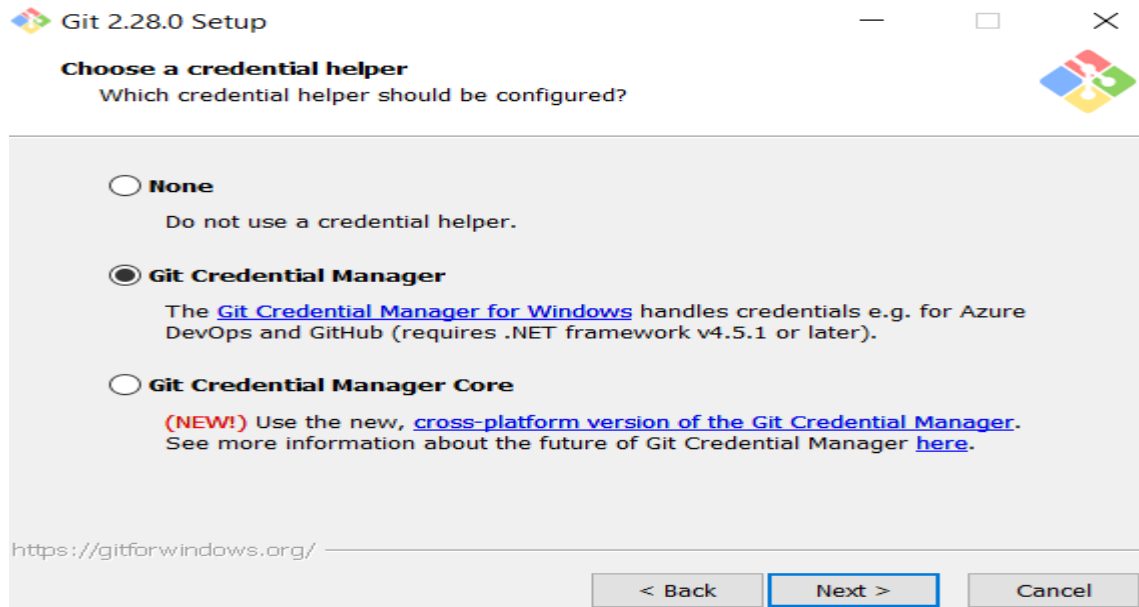 Git 2.28.0 Setup
Choose a credential helper
Which credential helper should be configured?
None
Do not use a credential helper.
Git Credential Manager
The Git Credential Manager for Windows handles credentials e.g. for Azure
DevOps and GitHub (requires .NET framework v4.5.1 or later).
Git Credential Manager Core
(NEW!) Use the new, cross-platform version of the Git Credential Manager.
See more information about the future of Git Credential Manager here.
https://gitforwindows.org/
< Back
Next >
Cancel